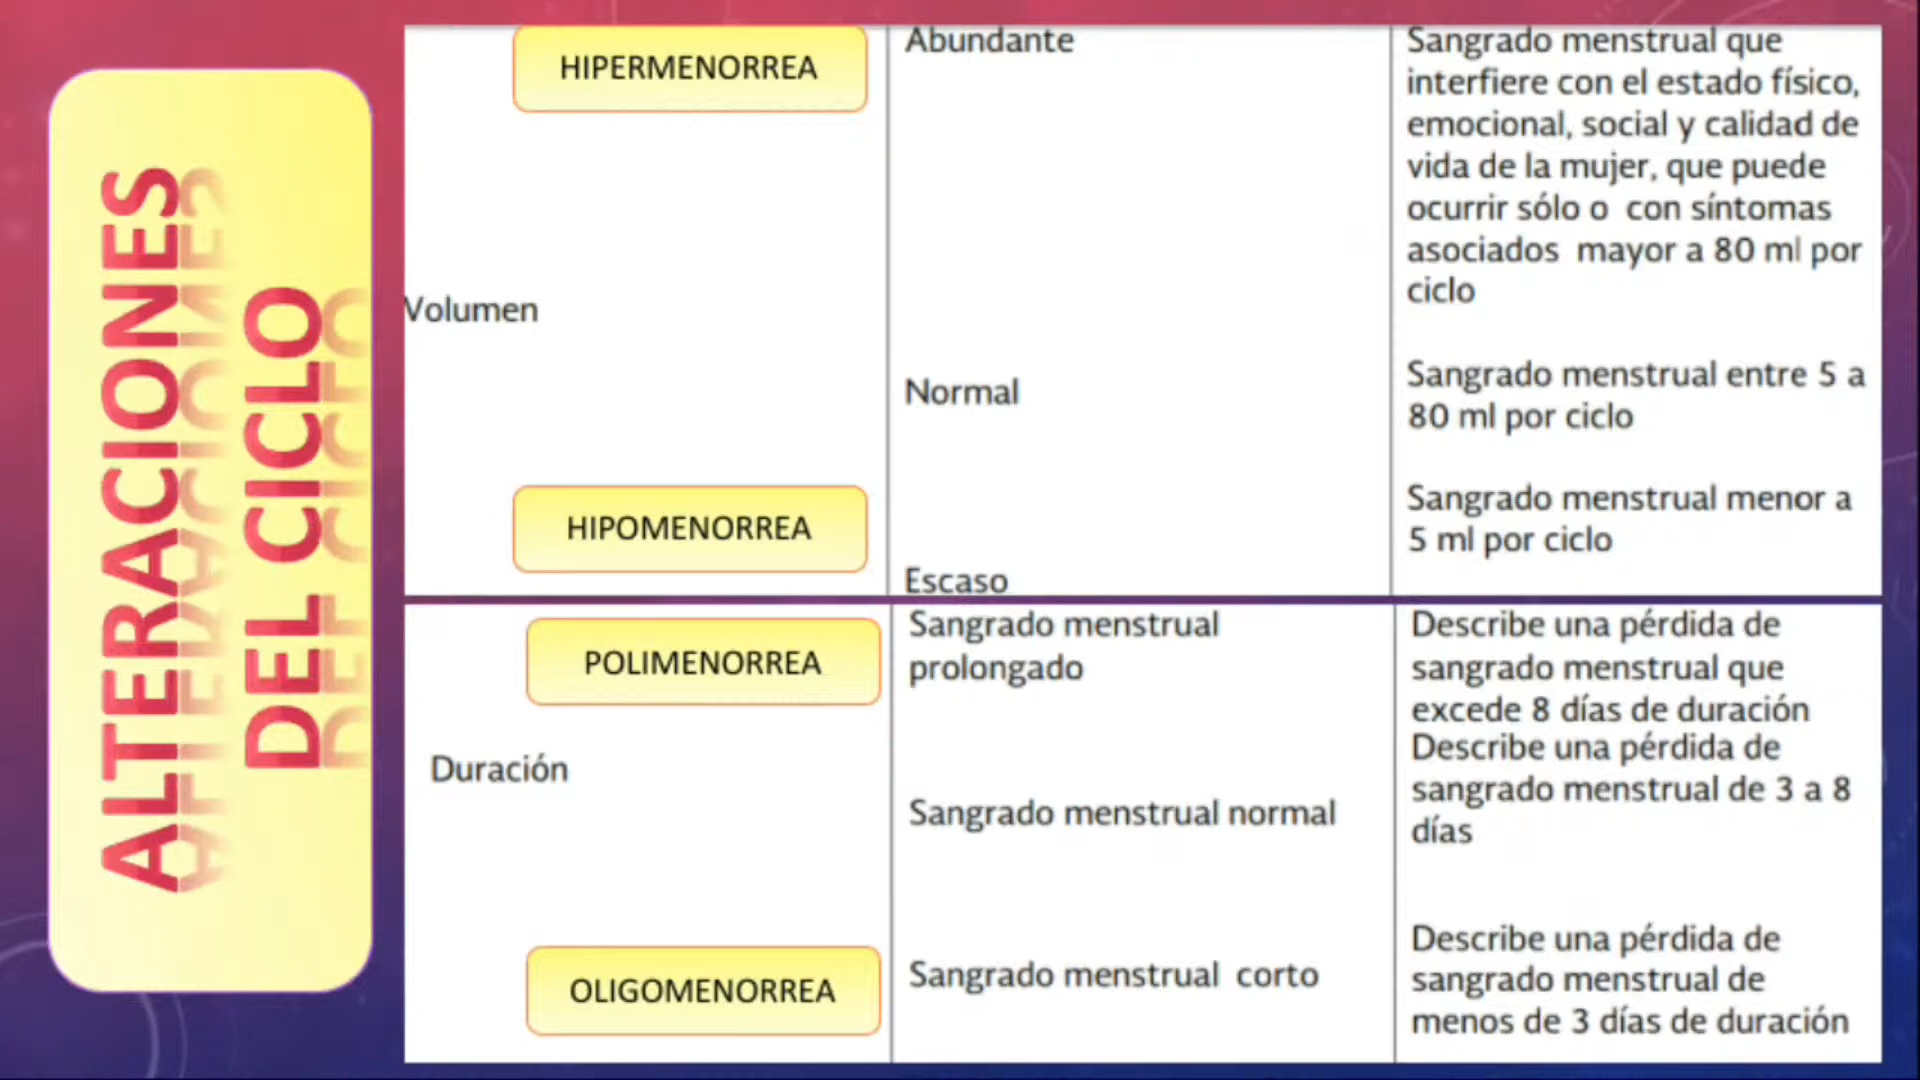 ALTERACIONES
DEL CICLO
HIPERMENORREA
Abundante
Sangrado menstrual que
interfiere con el estado físico,
emocional, social y calidad de
vida de la mujer, que puede
ocurrir sólo o con síntomas
asociados mayor a 80 ml por
ciclo
Volumen
Normal
Sangrado menstrual entre 5 a
80 ml por ciclo
HIPOMENORREA
Sangrado menstrual menor a
5 ml por ciclo
Escaso
POLIMENORREA
Sangrado menstrual
prolongado
Describe una pérdida de
sangrado menstrual que
excede 8 días de duración
Duración
Sangrado menstrual normal
Describe una pérdida de
sangrado menstrual de 3 a 8
días
OLIGOMENORREA
Sangrado menstrual corto
Describe una pérdida de
sangrado menstrual de
menos de 3 días de duración